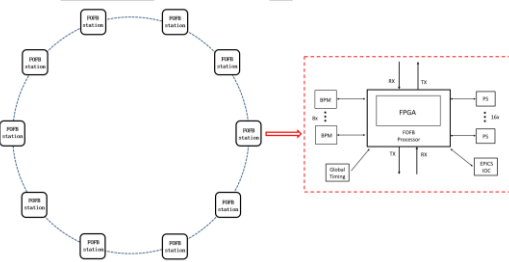 FOFB
station
FOFB
station
FOFB
station
FOFB
station
FOFB
station
FOFB
station
FOFB
station
FOFB
station
FOFB
station
FOFB
station
RX
TX
BPM
8x
BPM
FPGA
FOFB
Processor
PS
16x
PS
TX
RX
Global
Timing
EPICS
IOC